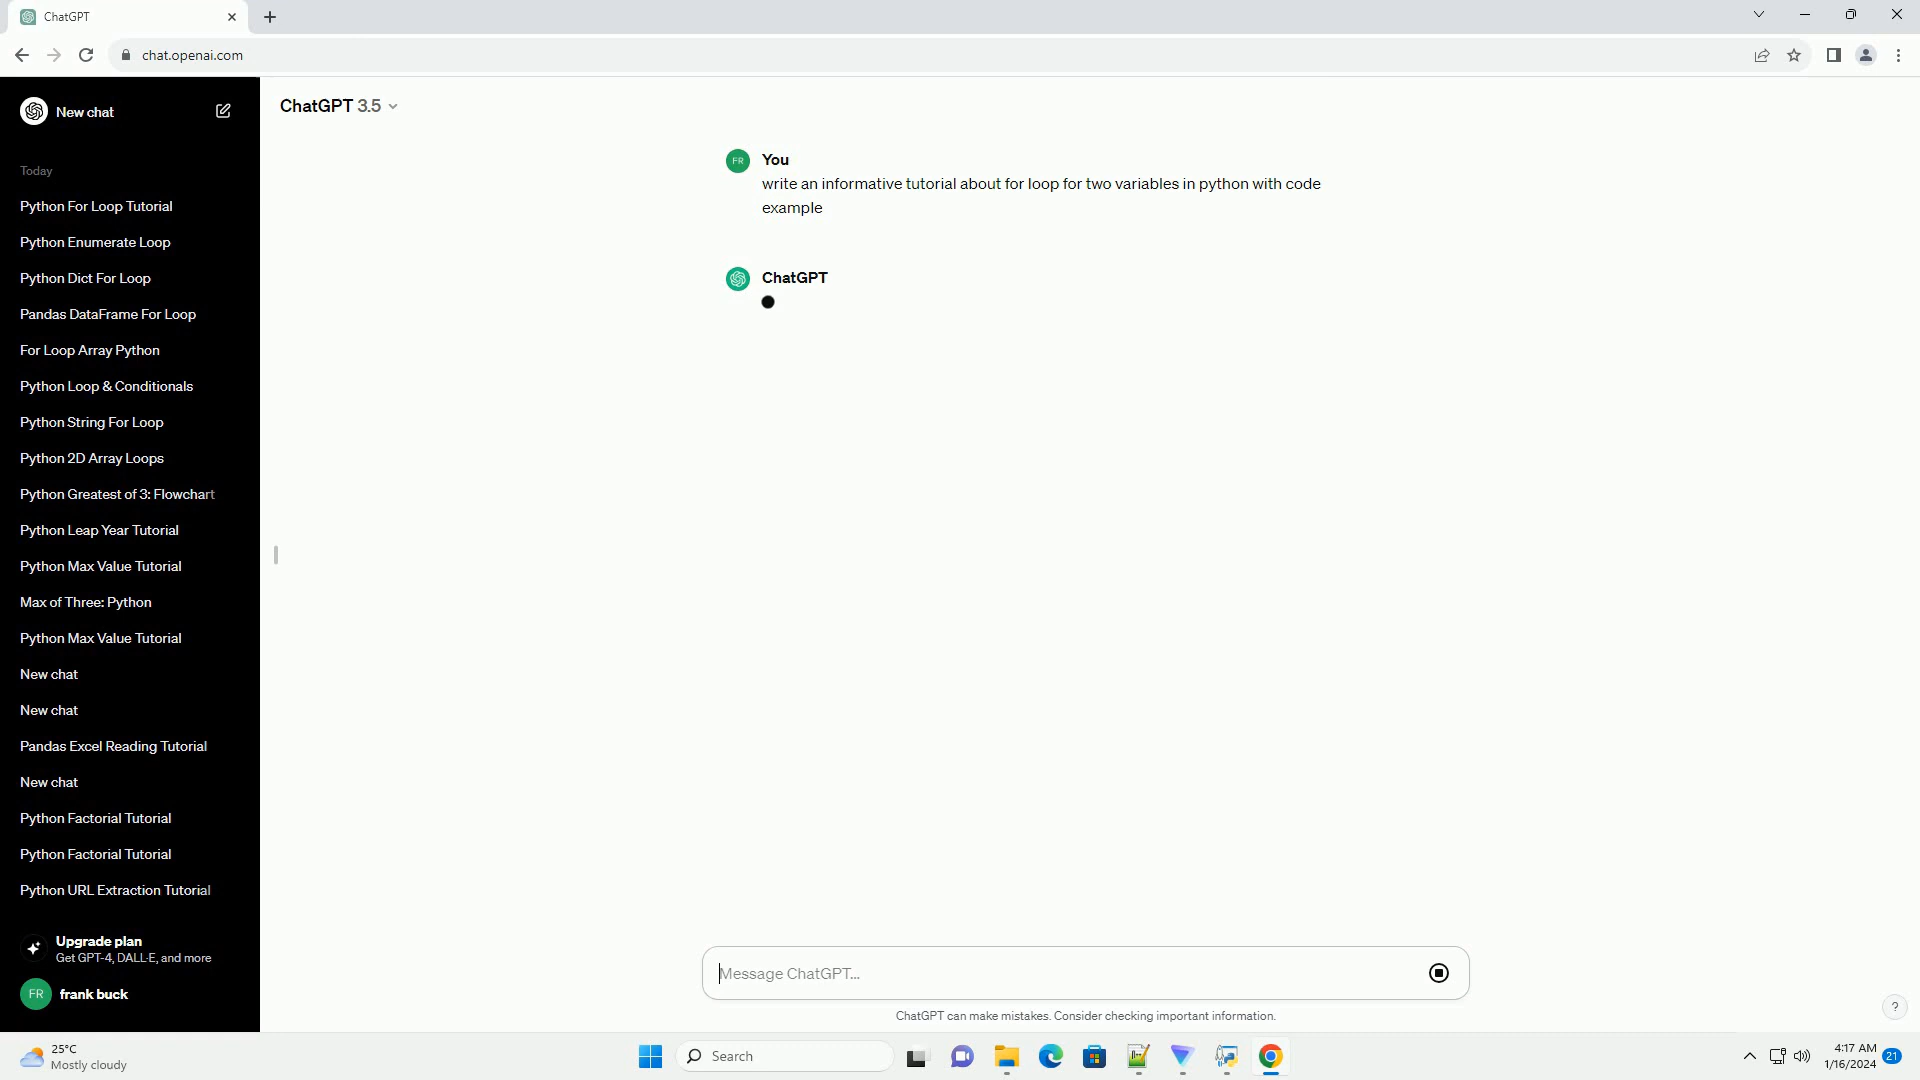 ChatGPT
chat.openai.com
New chat
Today
Python For Loop Tutorial
Python Enumerate Loop
Python Dict For Loop
Pandas DataFrame For Loop
For Loop Array Python
Python Loop & Conditionals
Python String For Loop
Python 2D Array Loops
Python Greatest of 3: Flowchart
Python Leap Year Tutorial
Python Max Value Tutorial
Max of Three: Python
Python Max Value Tutorial
New chat
New chat
Pandas Excel Reading Tutorial
New chat
Python Factorial Tutorial
Python Factorial Tutorial
Python URL Extraction Tutorial
Upgrade plan
Get GPT-4, DALL·E, and more
FR frank buck
ChatGPT 3.5
FR You
write an informative tutorial about for loop for two variables in python with code
example
ChatGPT
Message ChatGPT...
ChatGPT can make mistakes. Consider checking important information.
?
25°C
Mostly cloudy
Search
4:17 AM
1/16/2024
21